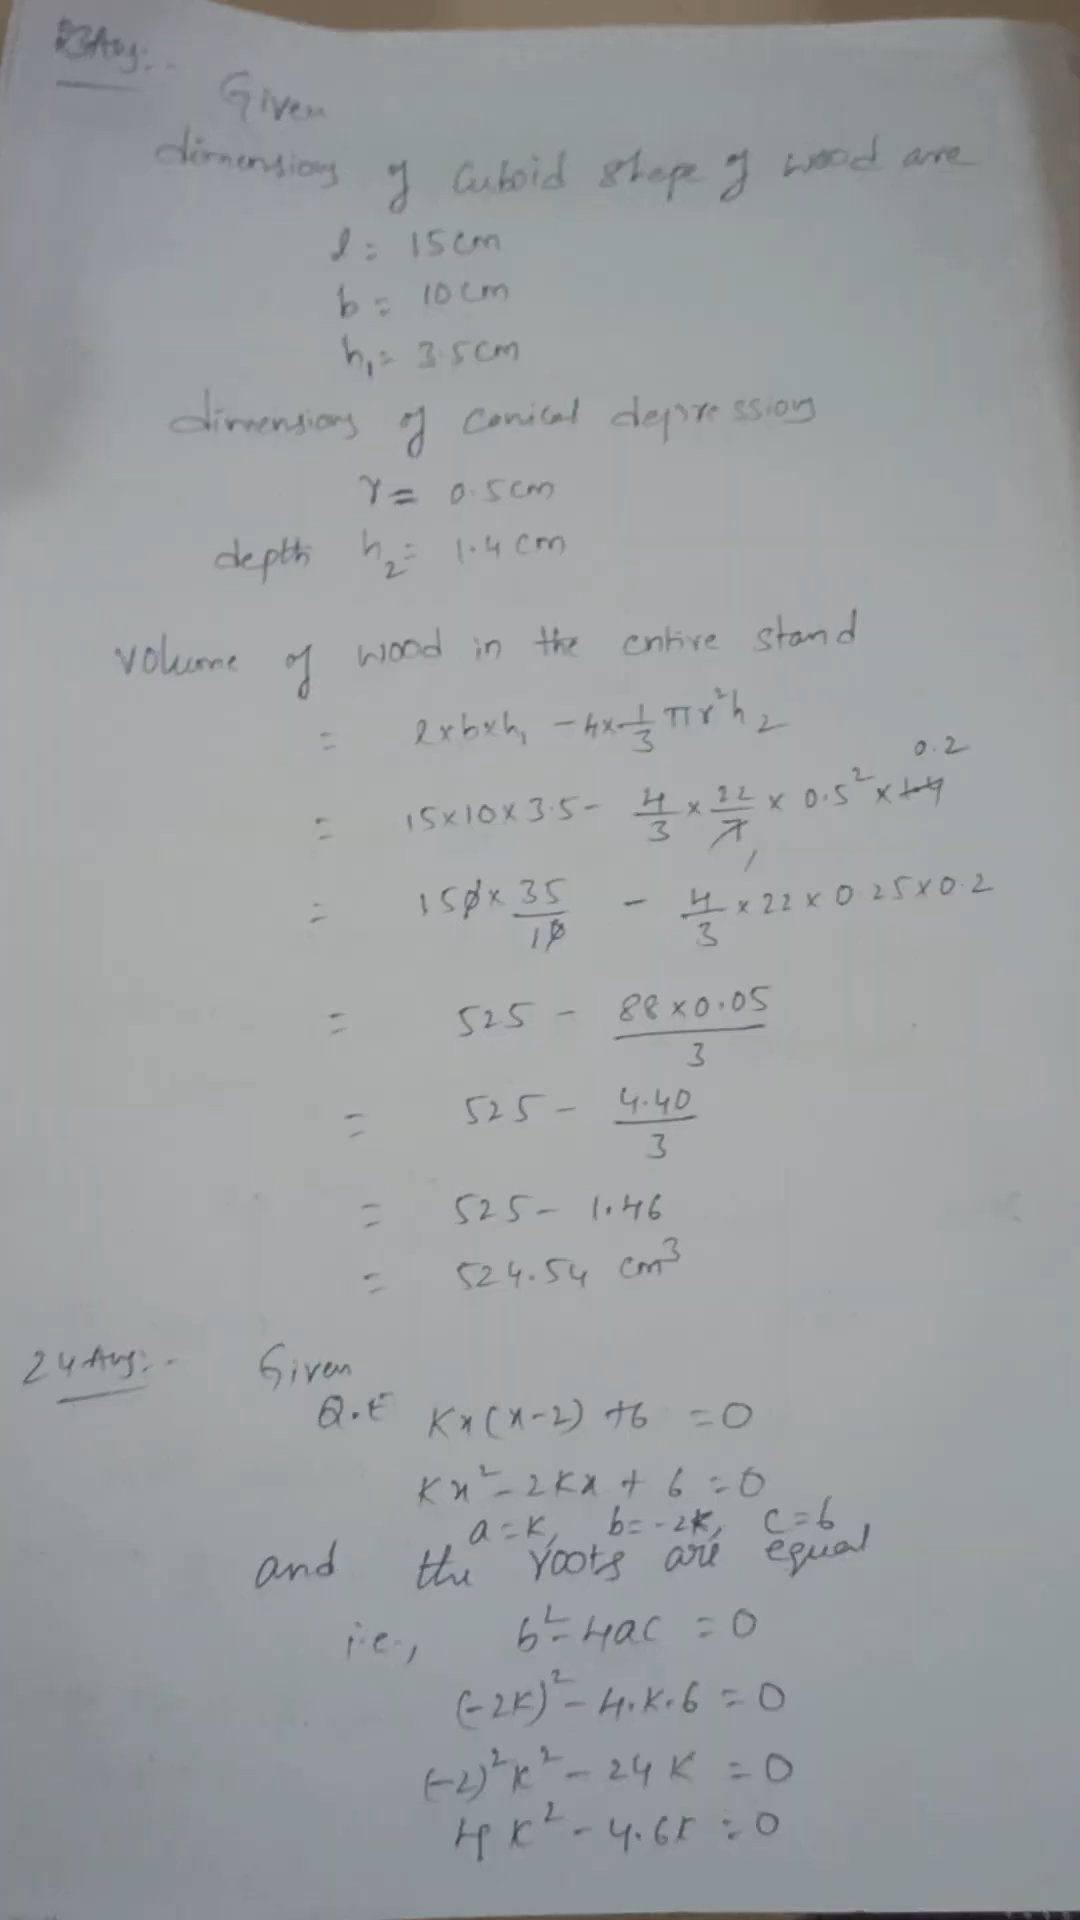 23Ans:-
Given
dimensions of Cuboid shape of wood are
l = 15cm
b = 10cm
h₁ = 3.5cm
dimensions of conical depressions
r = 0.5cm
depth h₂ = 1.4cm
volume of wood in the entire stand
= l×b×h₁ - 4×1/3 πr²h₂
= 15×10×3.5 - 4/3 × 22/7 × 0.5² × 1.4 0.2
1
= 150 × 35/10 - 4/3 × 22 × 0.25 × 0.2
= 525 - 88×0.05/3
= 525 - 4.40/3
= 525 - 1.46
= 524.54 cm³
24Ans:-
Given
Q.E Kx(x-2) +6 = 0
Kx² - 2Kx + 6 = 0
a = K, b = -2K, c = 6
and the roots are equal
i.e., b² - 4ac = 0
(-2K)² - 4.K.6 = 0
(-2)²K² - 24K = 0
4K² - 4.6K = 0